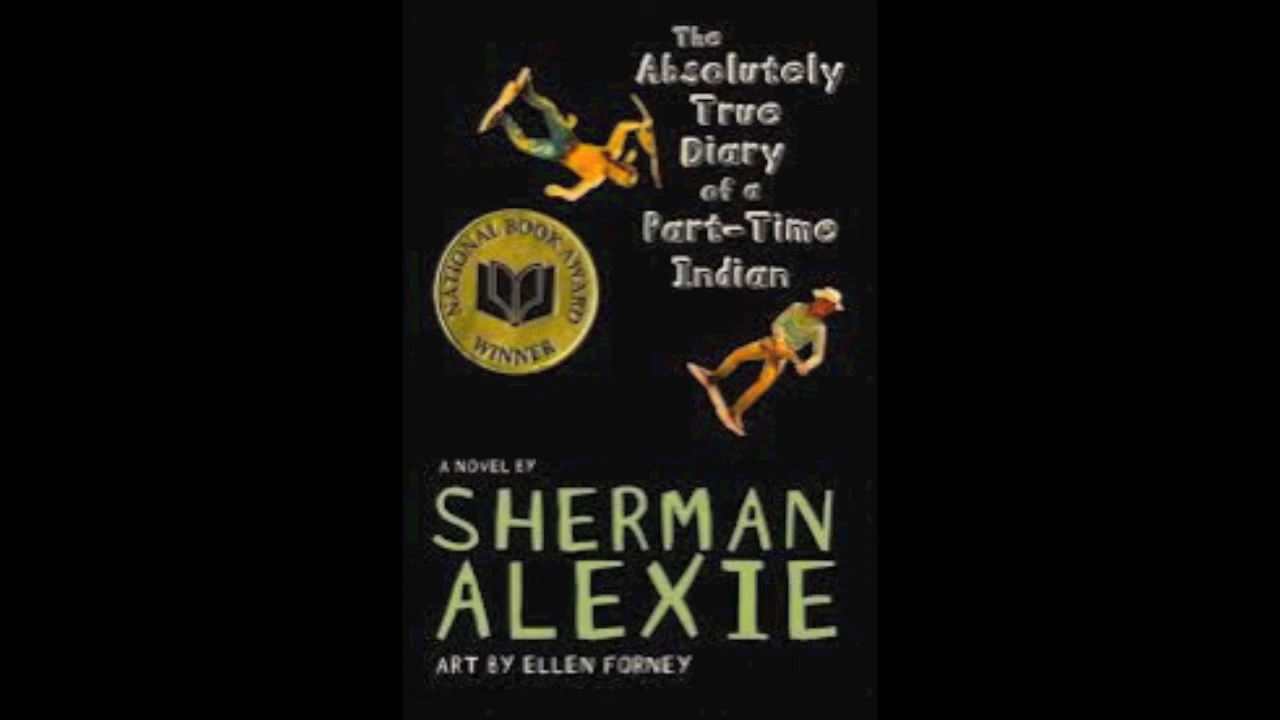 The
Absolutely
True
Diary
of a
Part-Time
Indian
NATIONAL BOOK AWARD
WINNER
A NOVEL BY
SHERMAN
ALEXIE
ART BY ELLEN FORNEY